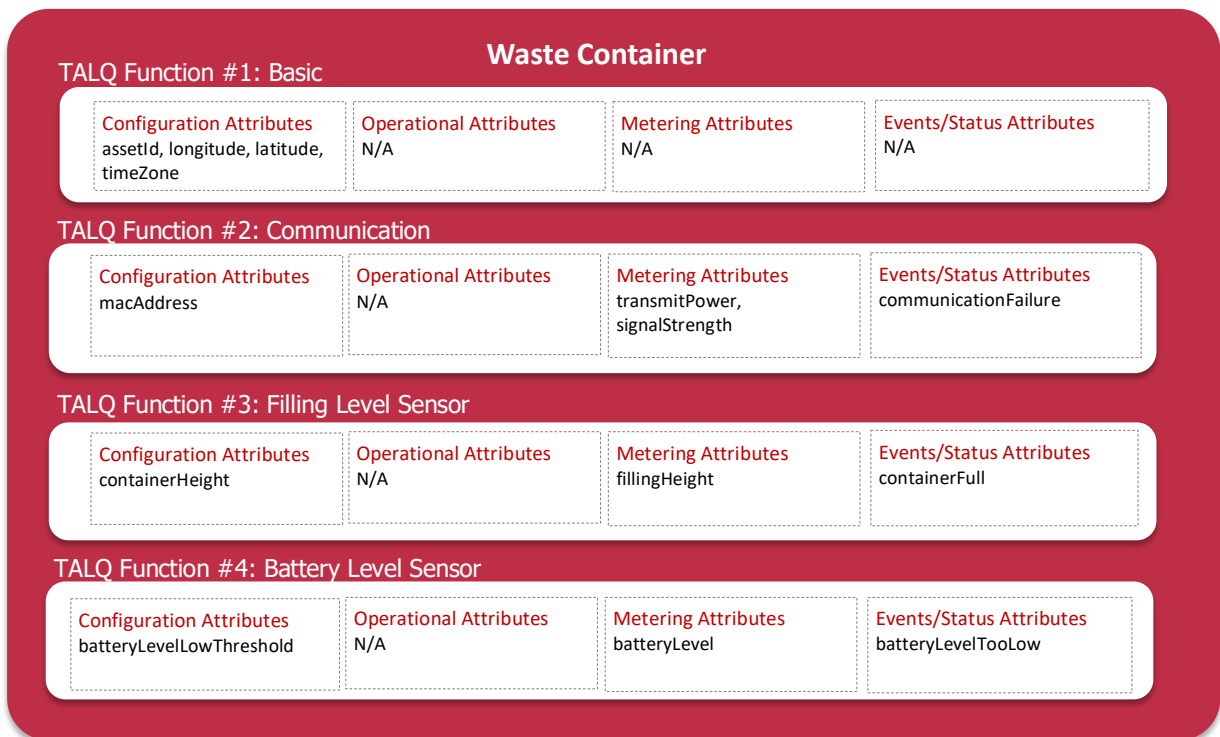 Waste Container
TALQ Function #1: Basic
Configuration Attributes
assetId, longitude, latitude,
timeZone
Operational Attributes
N/A
Metering Attributes
N/A
Events/Status Attributes
N/A
TALQ Function #2: Communication
Configuration Attributes
macAddress
Operational Attributes
N/A
Metering Attributes
transmitPower,
signalStrength
Events/Status Attributes
communicationFailure
TALQ Function #3: Filling Level Sensor
Configuration Attributes
containerHeight
Operational Attributes
N/A
Metering Attributes
fillingHeight
Events/Status Attributes
containerFull
TALQ Function #4: Battery Level Sensor
Configuration Attributes
batteryLevelLowThreshold
Operational Attributes
N/A
Metering Attributes
batteryLevel
Events/Status Attributes
batteryLevelTooLow